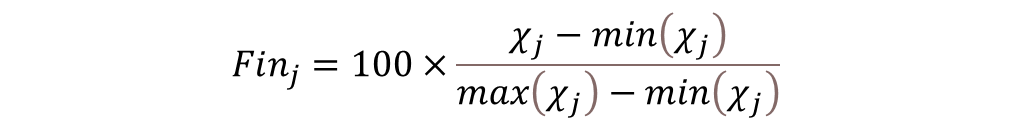 Fin_j = 100 × (χ_j − min(χ_j)) / (max(χ_j) − min(χ_j))